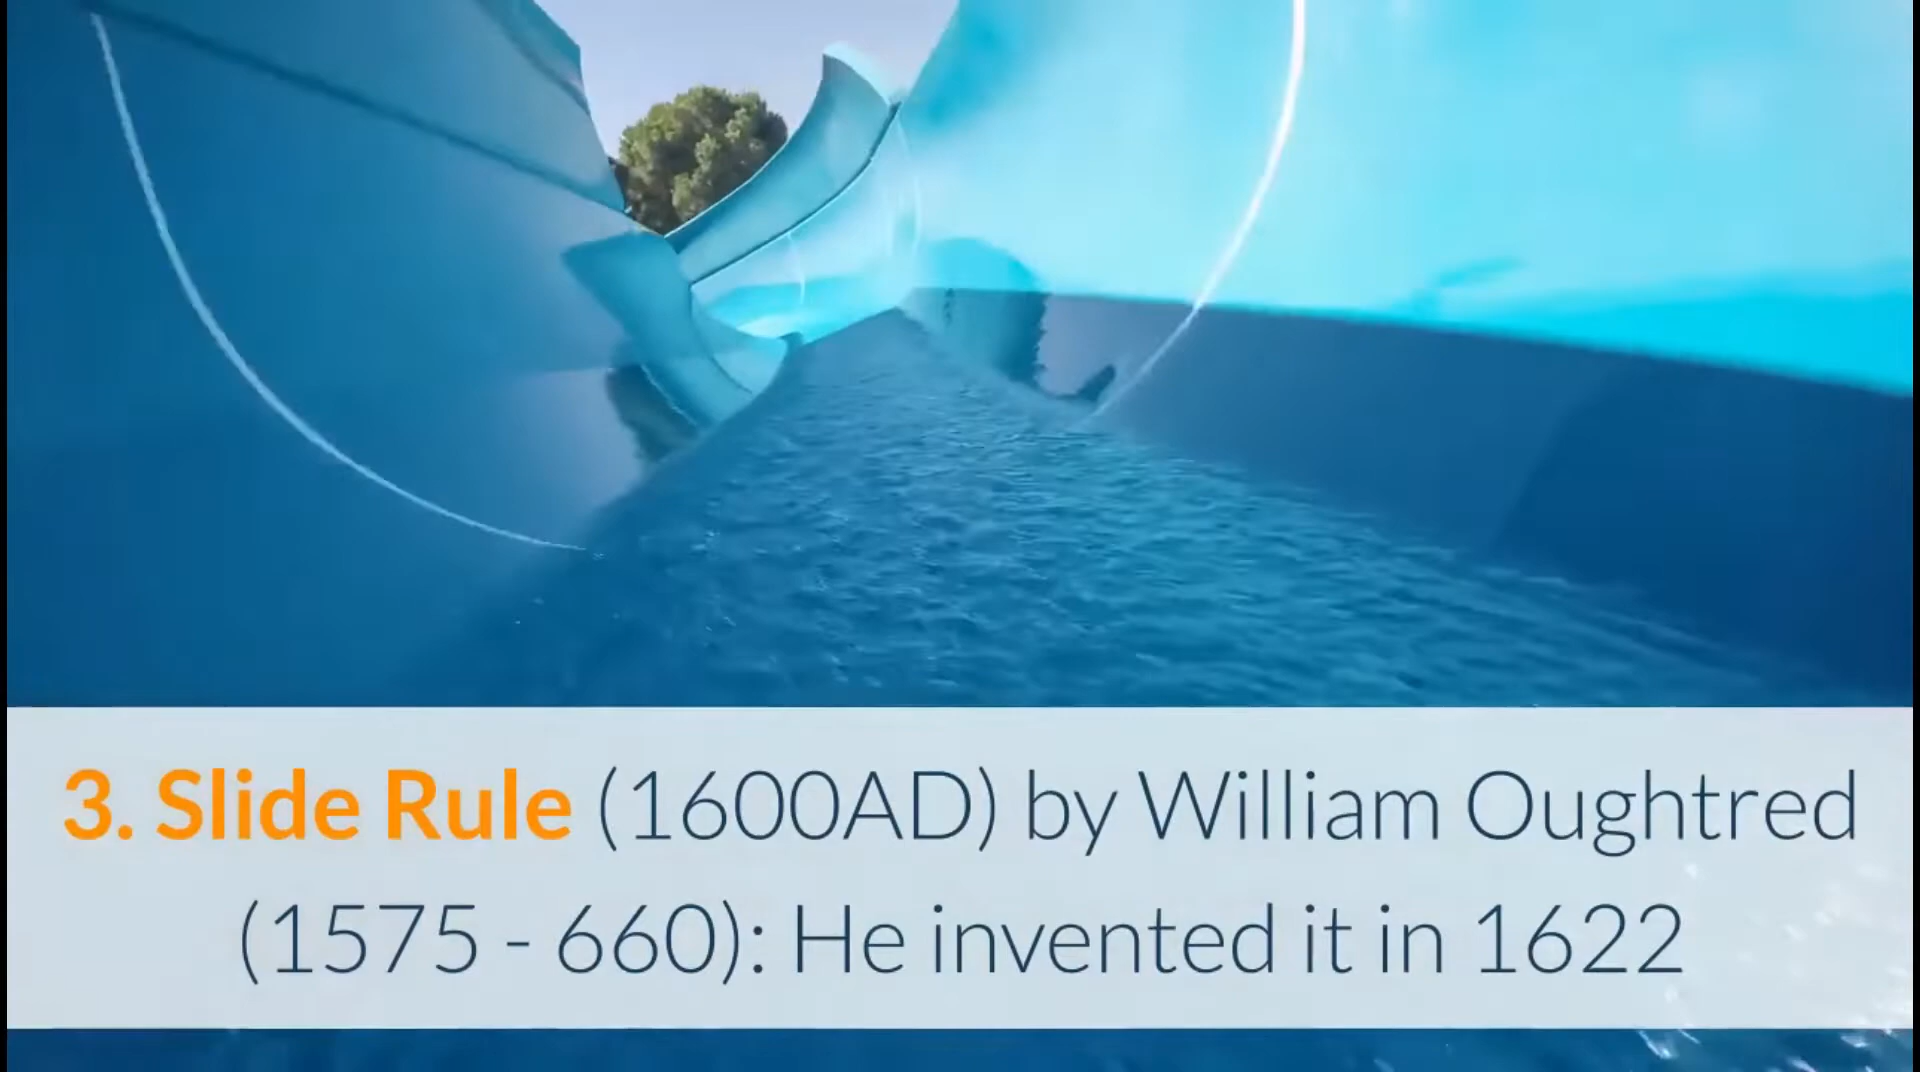 3. Slide Rule (1600AD) by William Oughtred
(1575 - 660): He invented it in 1622